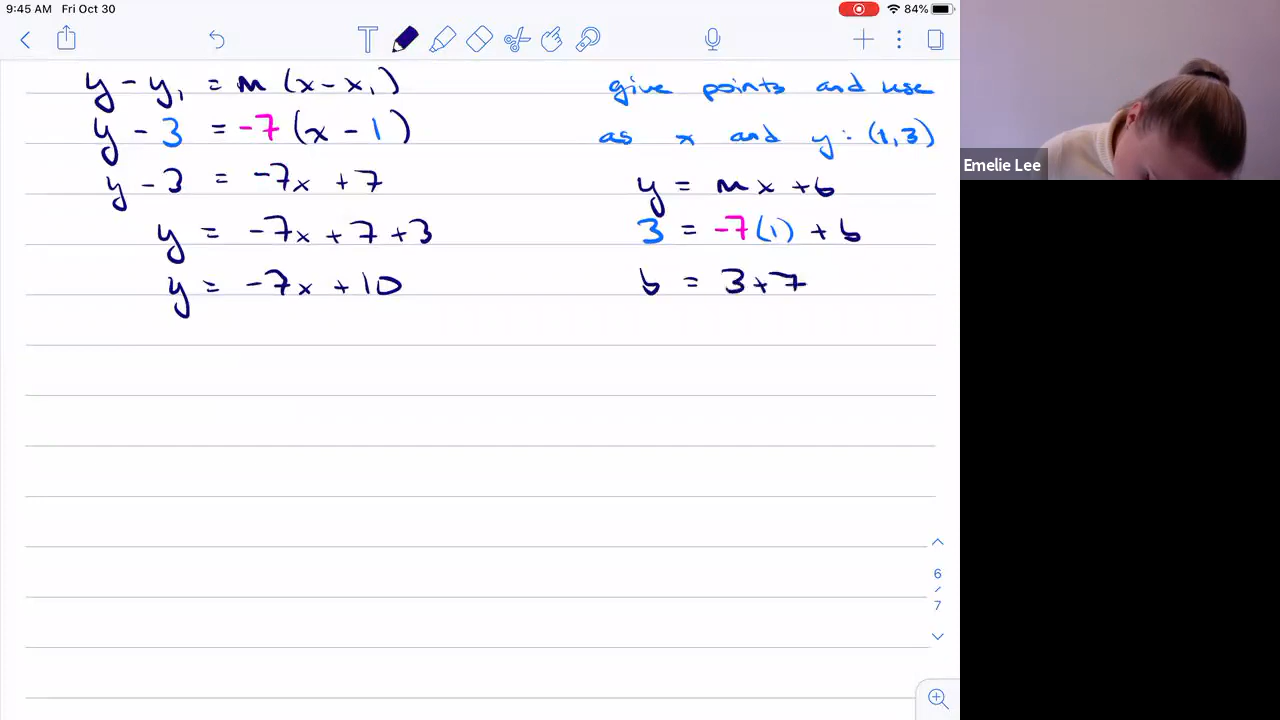 9:45 AM Fri Oct 30
84%
y - y₁ = m (x - x₁)
y - 3 = -7 (x - 1)
y - 3 = -7x + 7
y = -7x + 7 + 3
y = -7x + 10
give points and use
as x and y: (1,3)
y = mx + b
3 = -7(1) + b
b = 3+7
6
/
7
Emelie Lee